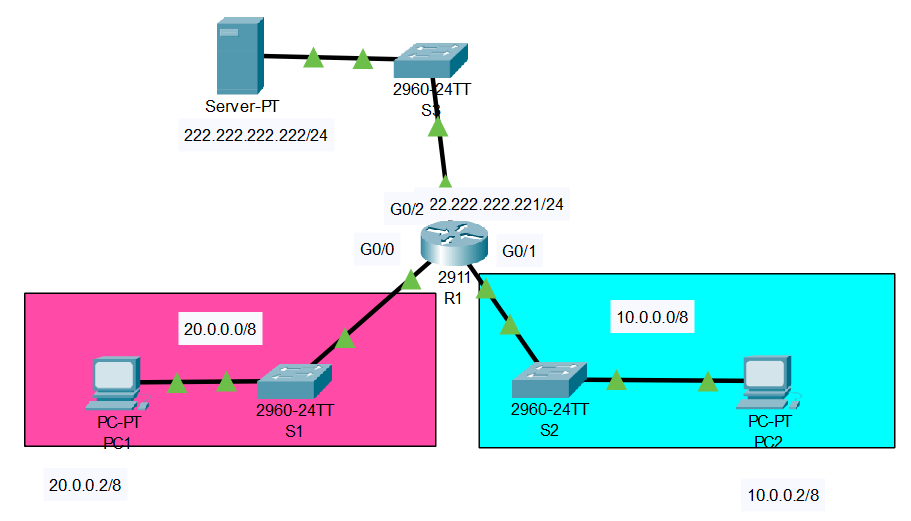 Server-PT
222.222.222.222/24
2960-24TT
S3
G0/2
22.222.222.221/24
G0/0
G0/1
2911
R1
20.0.0.0/8
10.0.0.0/8
PC-PT
PC1
2960-24TT
S1
2960-24TT
S2
PC-PT
PC2
20.0.0.2/8
10.0.0.2/8